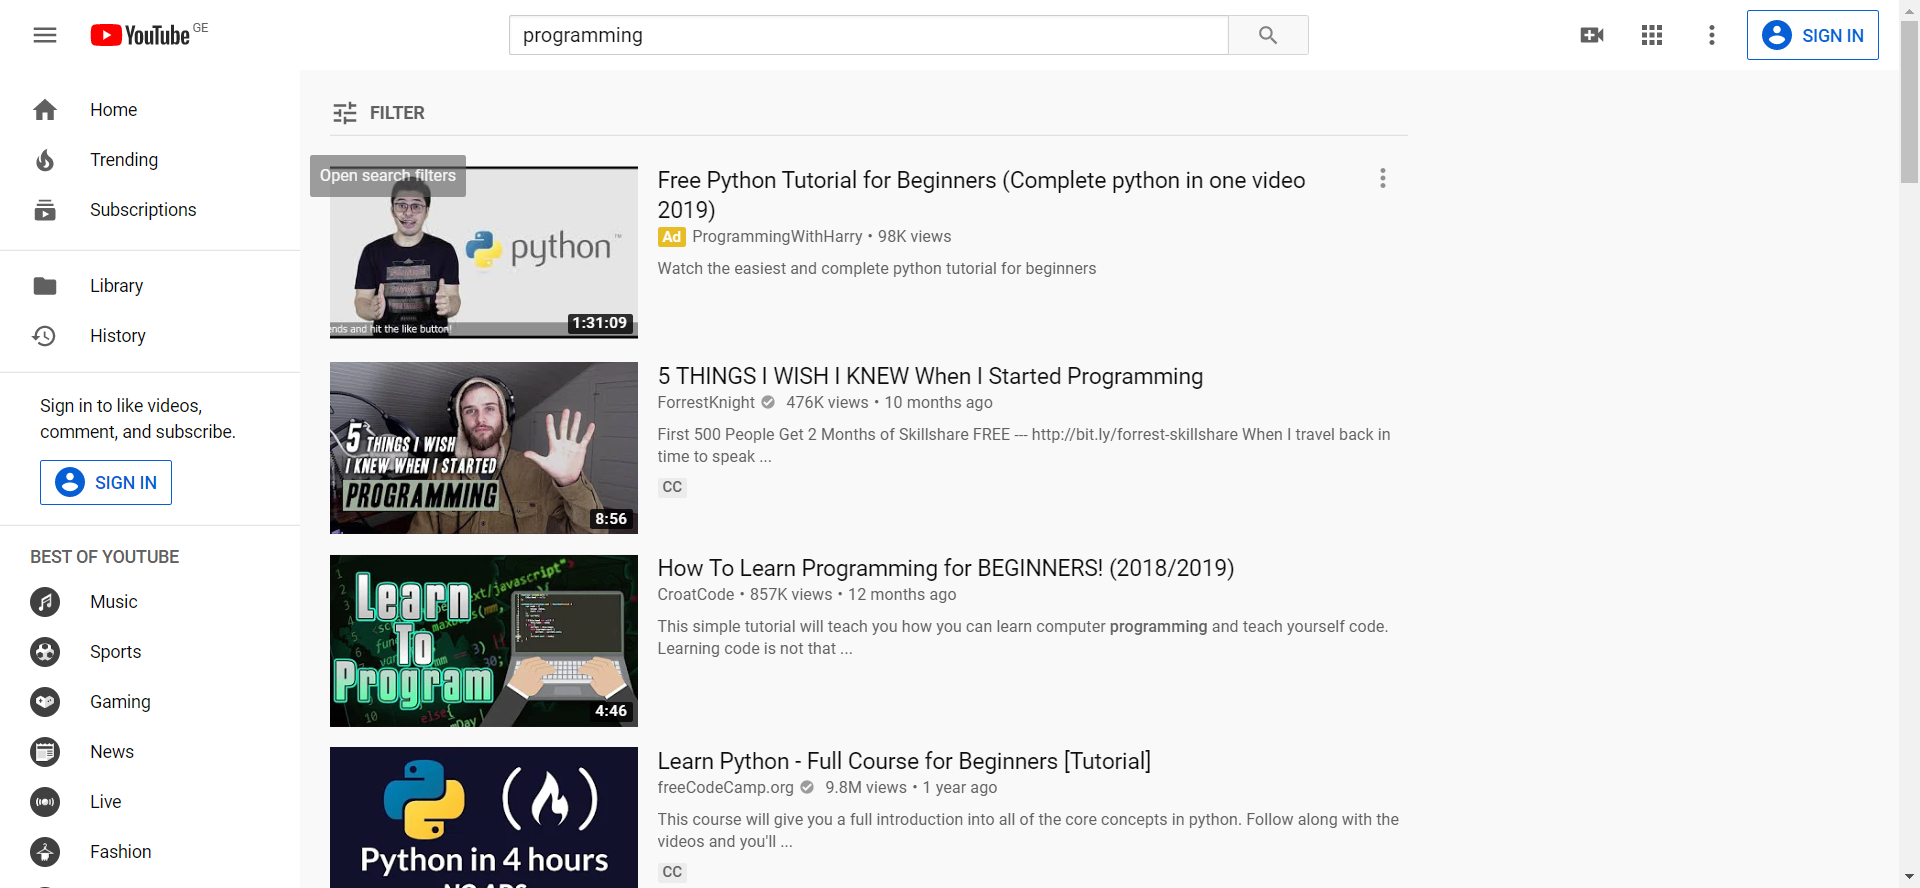 YouTube GE
programming
SIGN IN
Home
Trending
Subscriptions
Library
History
Sign in to like videos,
comment, and subscribe.
SIGN IN
BEST OF YOUTUBE
Music
Sports
Gaming
News
Live
Fashion
FILTER
Open search filters
python™
ends and hit the like button!
1:31:09
Free Python Tutorial for Beginners (Complete python in one video
2019)
Ad ProgrammingWithHarry • 98K views
Watch the easiest and complete python tutorial for beginners
5 THINGS I WISH
I KNEW WHEN I STARTED
PROGRAMMING
8:56
5 THINGS I WISH I KNEW When I Started Programming
ForrestKnight 476K views • 10 months ago
First 500 People Get 2 Months of Skillshare FREE --- http://bit.ly/forrest-skillshare When I travel back in
time to speak ...
CC
Learn
To
Program
4:46
How To Learn Programming for BEGINNERS! (2018/2019)
CroatCode • 857K views • 12 months ago
This simple tutorial will teach you how you can learn computer programming and teach yourself code.
Learning code is not that ...
Python in 4 hours
NO ADS
Learn Python - Full Course for Beginners [Tutorial]
freeCodeCamp.org 9.8M views • 1 year ago
This course will give you a full introduction into all of the core concepts in python. Follow along with the
videos and you'll ...
CC